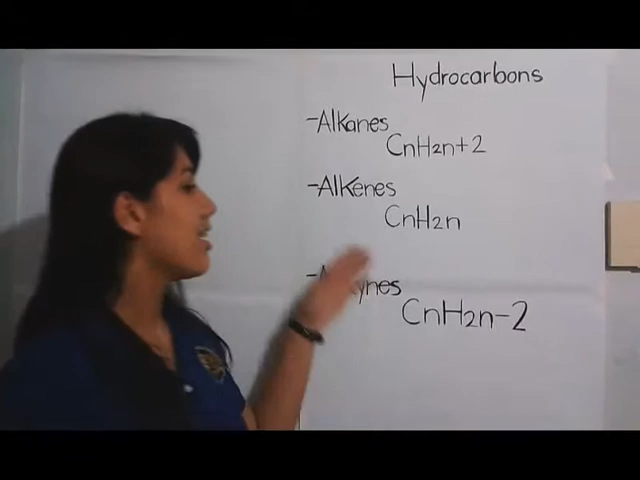 Hydrocarbons
-Alkanes
CnH2n+2
-Alkenes
CnH2n
CnH2n-2